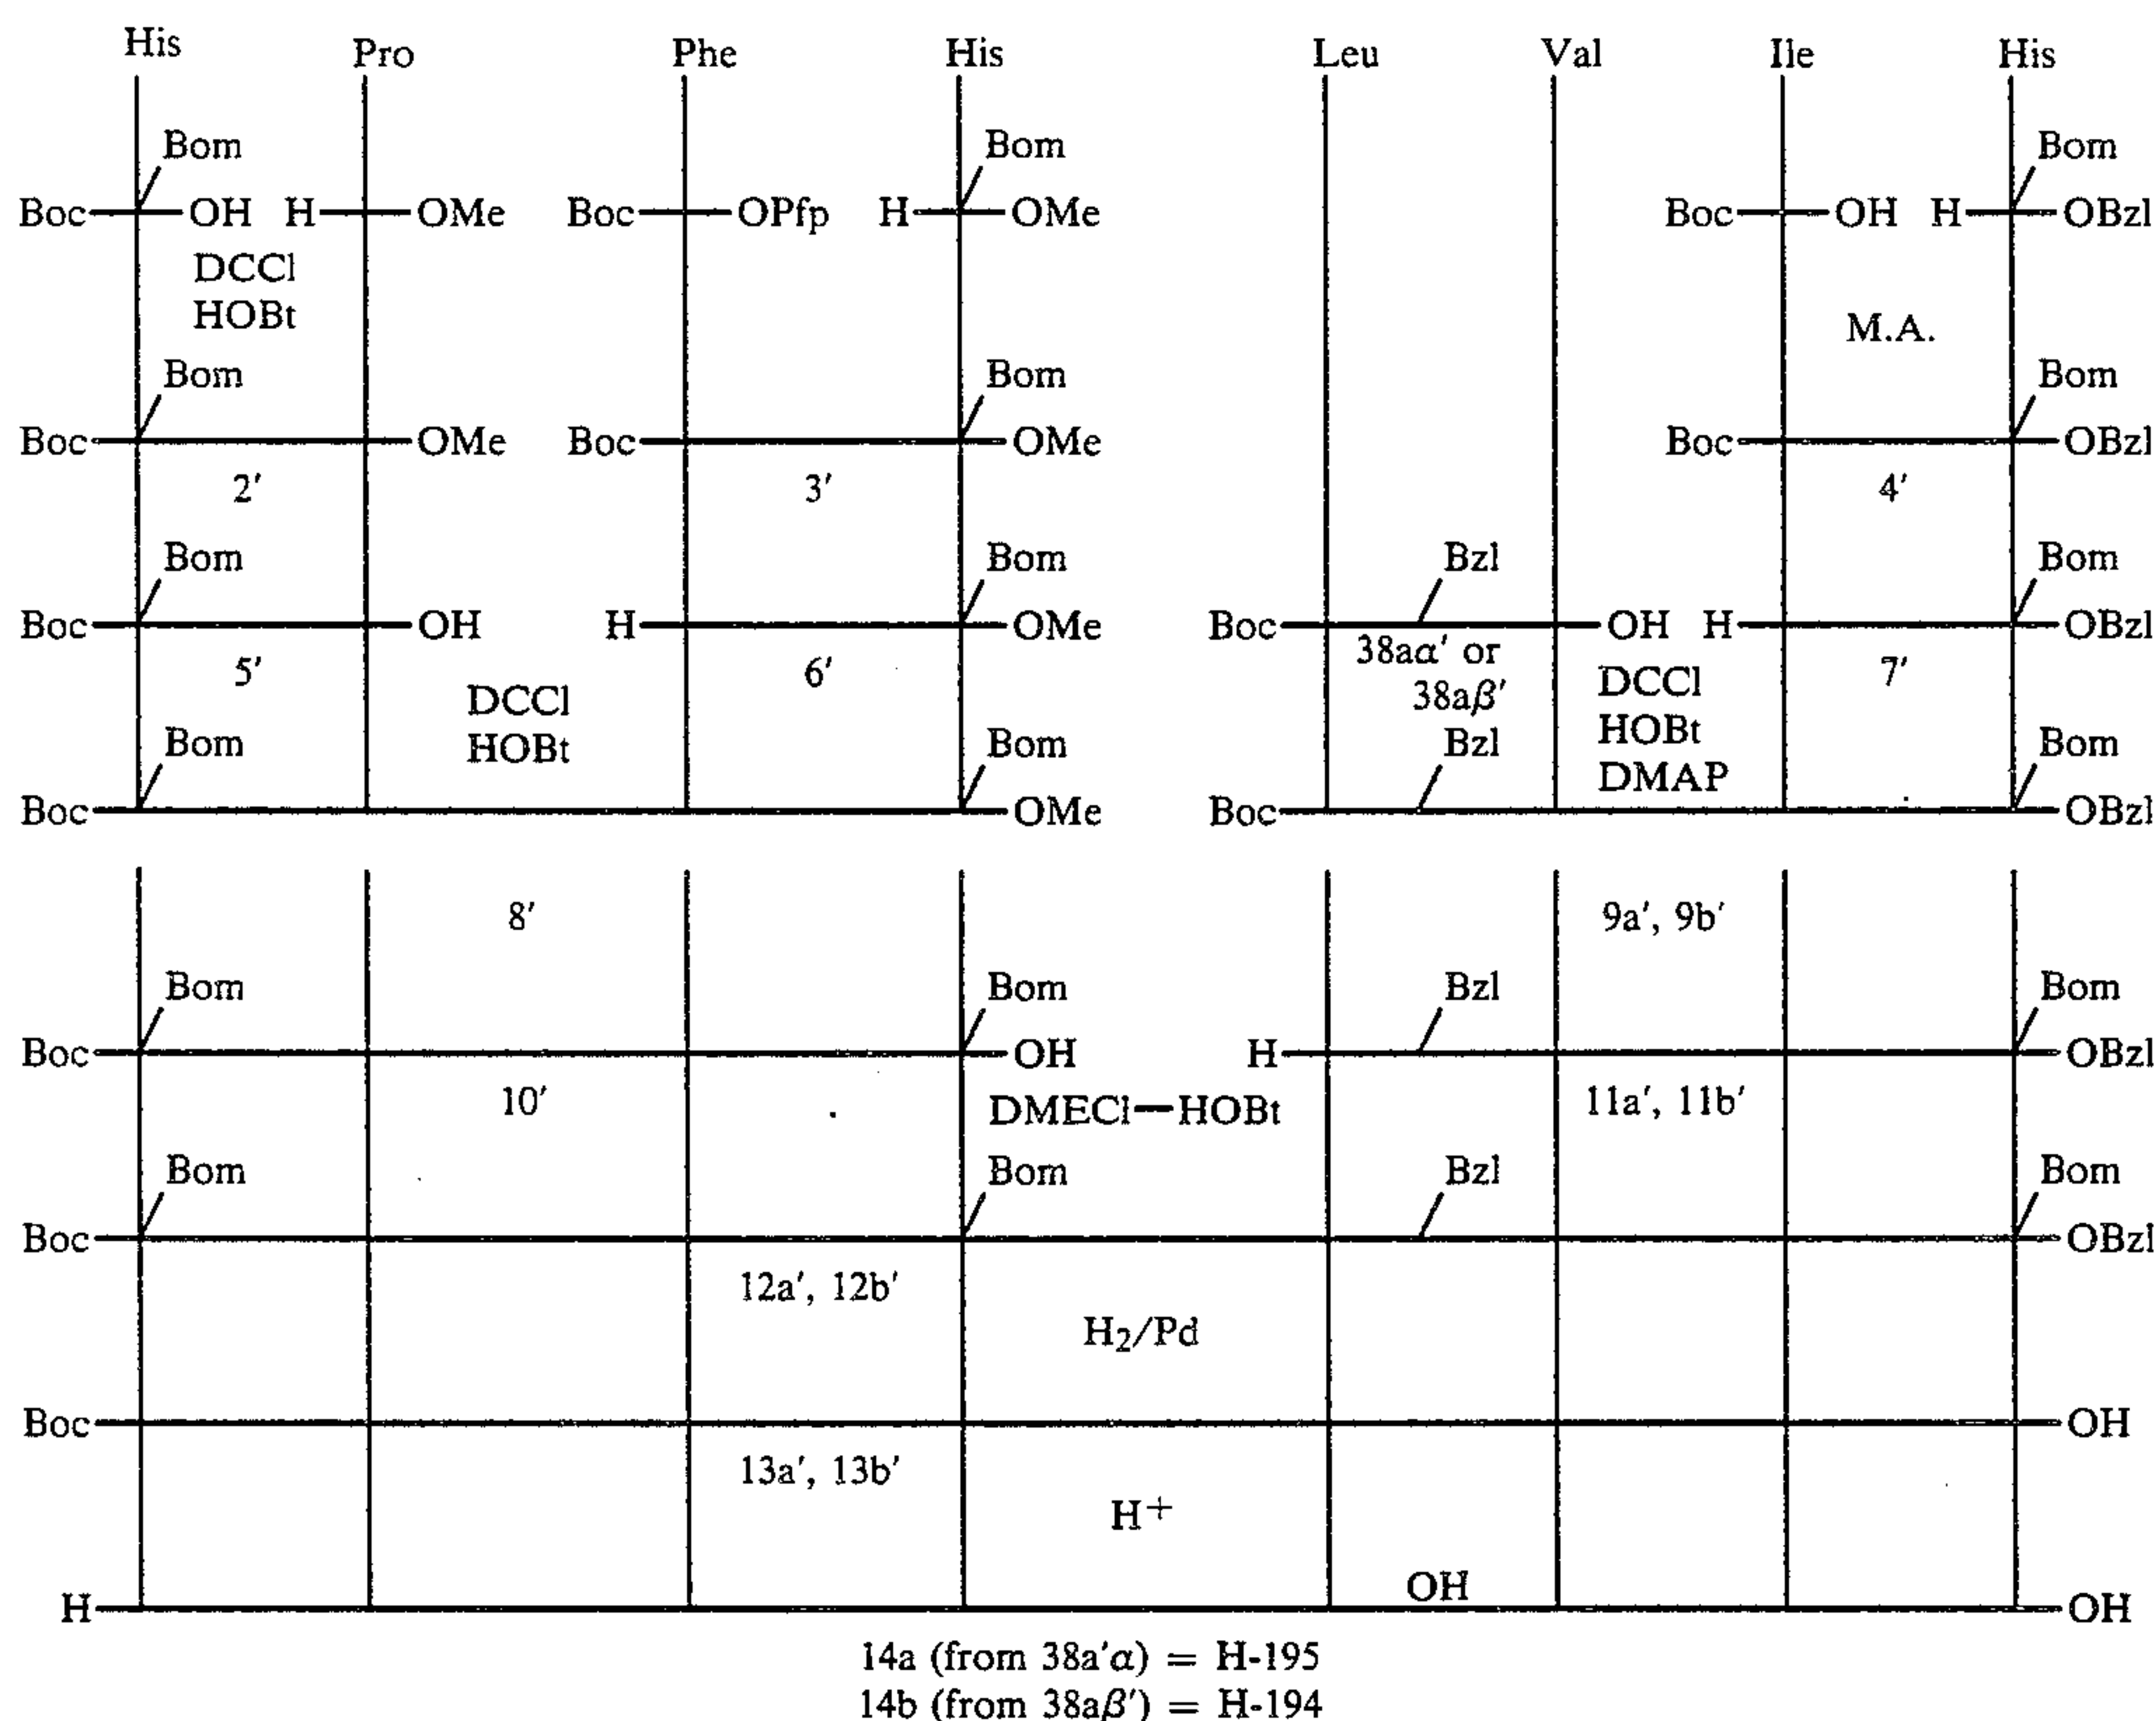 His Pro Phe His Leu Val Ile His
Bom Bom Bom
Boc OH H OMe Boc OPfp H OMe Boc OH H OBzl
DCCl
HOBt
M.A.
Bom Bom Bom
Boc OMe Boc OMe Boc OBzl
2' 3' 4'
Bom Bom Bzl Bom
Boc OH H OMe Boc OH H OBzl
5' 6' 38aα' or 7'
38aβ'
DCCl DCCl
HOBt HOBt
DMAP
Bom Bom Bzl Bom
Boc OMe Boc OBzl
8' 9a', 9b'
Bom Bom Bzl Bom
Boc OH H OBzl
10' 11a', 11b'
DMECl—HOBt
Bom Bom Bzl Bom
Boc OBzl
12a', 12b'
H2/Pd
Boc OH
13a', 13b'
H+
OH
H OH
14a (from 38a'α) = H-195
14b (from 38aβ') = H-194